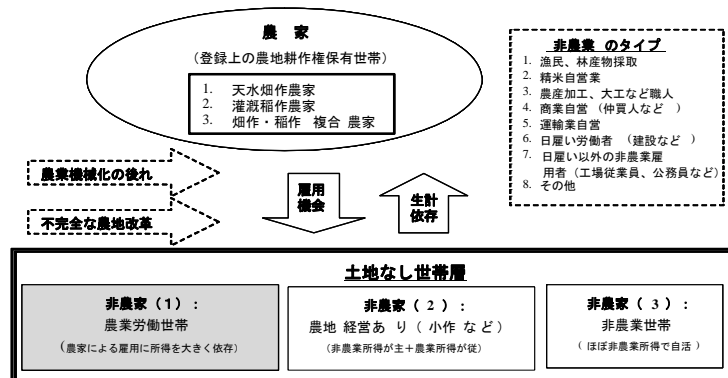 農 家
(登録上の農地耕作権保有世帯)
1. 天水畑作農家
2. 灌漑稲作農家
3. 畑作・稲作 複合 農家
非農業 のタイプ
1. 漁民、林産物採取
2. 精米自営業
3. 農産加工、大工など職人
4. 商業自営 (仲買人など )
5. 運輸業自営
6. 日雇い労働者 (建設など )
7. 日雇い以外の非農業雇
用者 (工場従業員、公務員など)
8. その他
農業機械化の後れ
不完全な農地改革
雇用
機会
生計
依存
土地なし世帯層
非農家(1):
農業労働世帯
(農家による雇用に所得を大きく依存)
非農家( 2 ):
農地 経営あ り( 小作 など )
(非農業所得が主+農業所得が従)
非農家( 3 ):
非農業世帯
( ほぼ非農業所得で自活 )